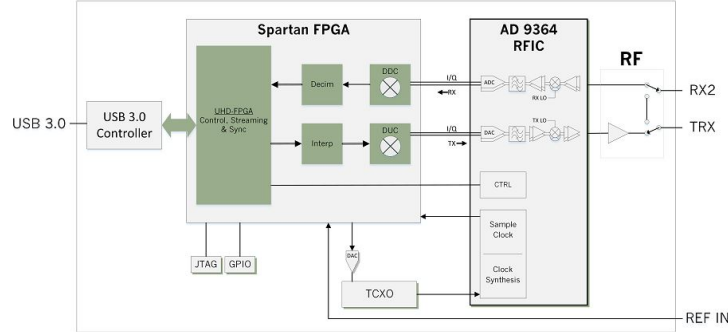 Spartan FPGA
AD 9364
RFIC
RF
UHD-FPGA
Control, Streaming
& Sync
Decim
DDC
I/Q
RX
ADC
RX LO
RX2
USB 3.0
USB 3.0
Controller
Interp
DUC
I/Q
TX
DAC
TX LO
TRX
CTRL
Sample
Clock
Clock
Synthesis
JTAG
GPIO
DAC
TCXO
REF IN